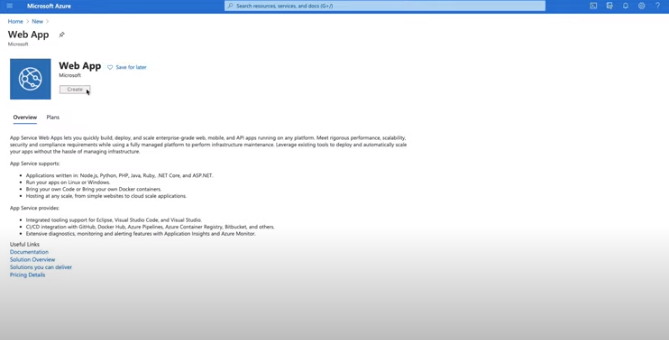 Microsoft Azure
Search resources, services, and docs (G+/)
Home > New >
Web App
Microsoft
Web App
Save for later
Microsoft
Create
Overview Plans
App Service Web Apps lets you quickly build, deploy, and scale enterprise-grade web, mobile, and API apps running on any platform. Meet rigorous performance, scalability,
security and compliance requirements while using a fully managed platform to perform infrastructure maintenance. Leverage existing tools to deploy and automatically scale
your apps without the hassle of managing infrastructure.
App Service supports:
• Applications written in: Node.js, Python, PHP, Java, Ruby, .NET Core, and ASP.NET.
• Run your apps on Linux or Windows.
• Bring your own Code or Bring your own Docker containers.
• Hosting at any scale, from simple websites to cloud scale applications.
App Service provides:
• Integrated tooling support for Eclipse, Visual Studio Code, and Visual Studio.
• CI/CD integration with GitHub, Docker Hub, Azure Pipelines, Azure Container Registry, Bitbucket, and others.
• Extensive diagnostics, monitoring and alerting features with Application Insights and Azure Monitor.
Useful Links
Documentation
Solution Overview
Solutions you can deliver
Pricing Details